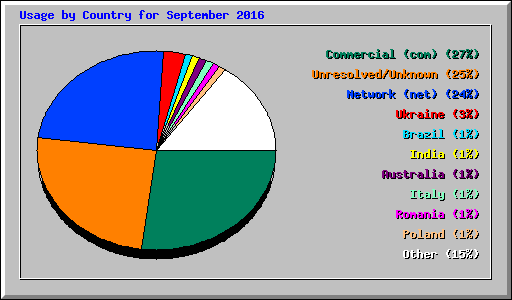 Usage by Country for September 2016
Commercial (com) (27%)
Unresolved/Unknown (25%)
Network (net) (24%)
Ukraine (3%)
Brazil (1%)
India (1%)
Australia (1%)
Italy (1%)
Romania (1%)
Poland (1%)
Other (15%)